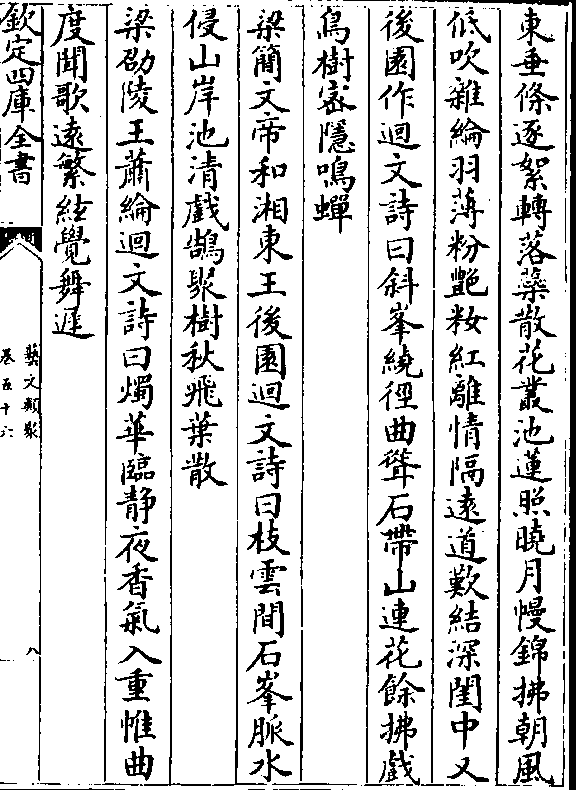 東垂條逐絮轉落蘂散花叢池蓮照曉月慢錦拂朝風
低吹雜綸羽薄粉艶粧紅離情隔遠道歎結深閨中又
後園作迴文詩曰斜峯繞徑曲聳石帶山連花餘拂戲
鳥樹宻隱鳴蟬
梁簡文帝和湘東王後園迴文詩曰枝雲間石峯脈水
侵山岸池清戲鵠聚樹秋飛葉散
梁劭陵王蕭綸迴文詩曰燭華臨静夜香氣入重帷曲
度聞歌遠繁絃覺舞遲
欽定四庫全書
藝文類聚
卷五十六
八